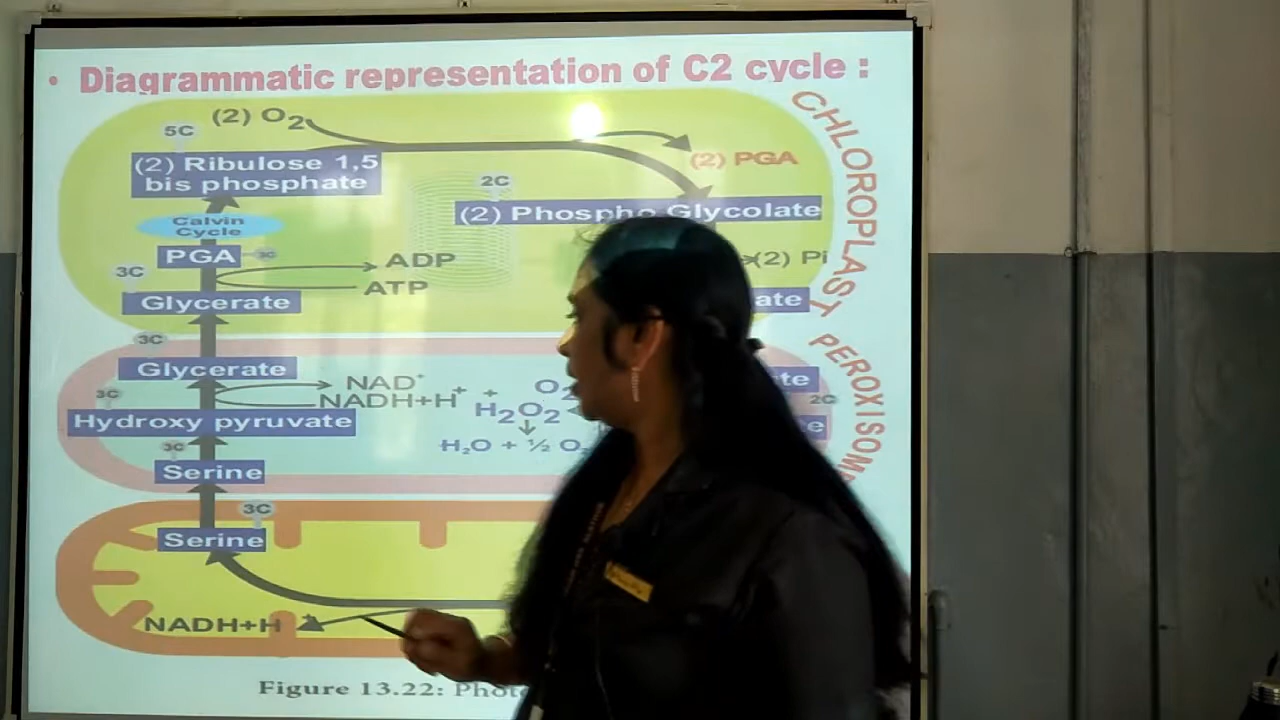 • Diagrammatic representation of C2 cycle :
(2) O2
5C
(2) Ribulose 1,5
bis phosphate
(2) PGA
2C
(2) Phospho Glycolate
Calvin
Cycle
PGA
3C
ADP
(2) Pi
3C
ATP
Glycerate
ate
CHLOROPLAST
3C
Glycerate
NAD+
3C
NADH+H+
+
O2
te
2C
Hydroxy pyruvate
H2O2
e
3C
H2O + ½ O2
Serine
PEROXISOM
3C
Serine
NADH+H+
Figure 13.22: